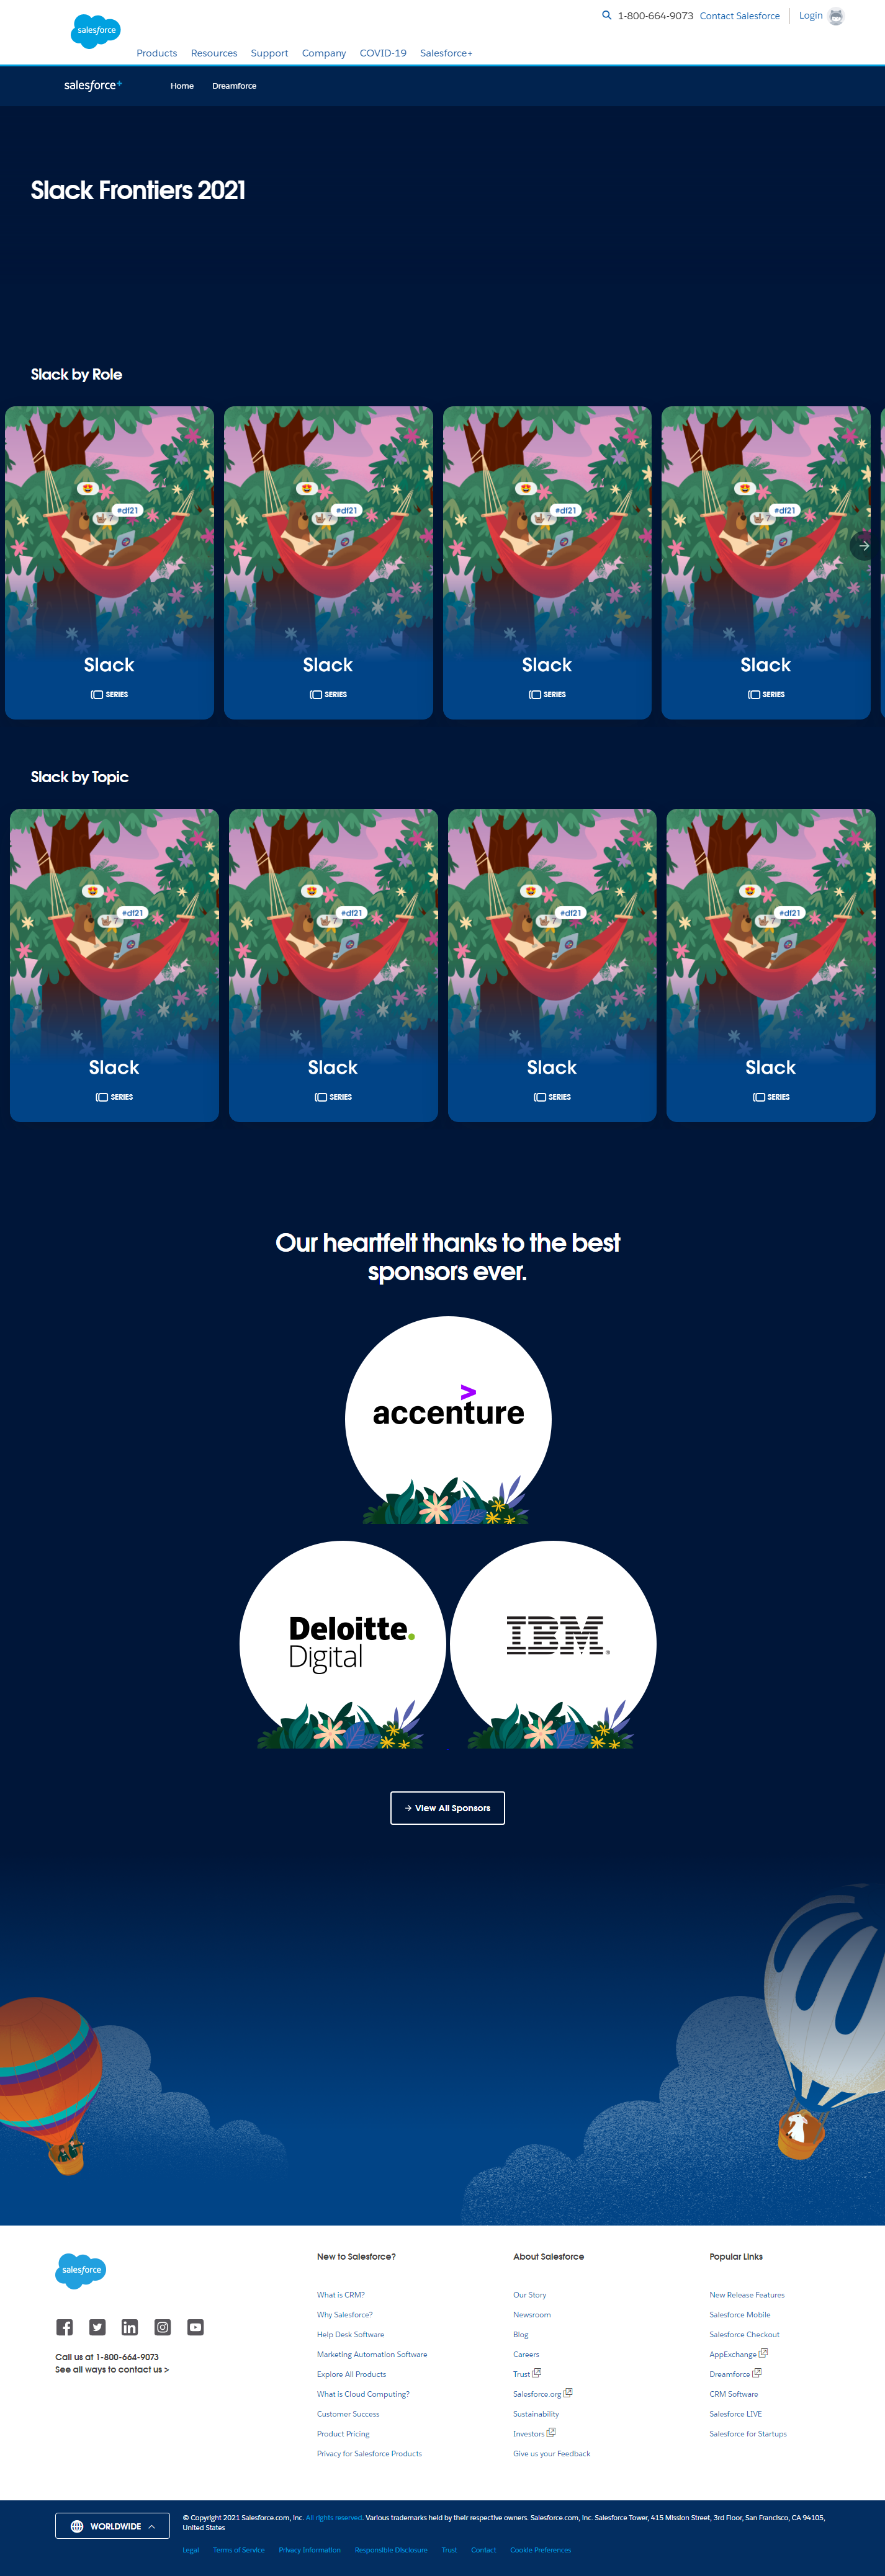 1-800-664-9073 Contact Salesforce Login
salesforce
Products Resources Support Company COVID-19 Salesforce+
salesforce+ Home Dreamforce
Slack Frontiers 2021
Slack by Role
#df21 #df21 #df21 #df21
7 7 7 7
Slack Slack Slack Slack
SERIES SERIES SERIES SERIES
Slack by Topic
#df21 #df21 #df21 #df21
7 7 7 7
Slack Slack Slack Slack
SERIES SERIES SERIES SERIES
Our heartfelt thanks to the best
sponsors ever.
accenture
Deloitte.
Digital
IBM
View All Sponsors
salesforce
Call us at 1-800-664-9073
See all ways to contact us >
New to Salesforce?
What is CRM?
Why Salesforce?
Help Desk Software
Marketing Automation Software
Explore All Products
What is Cloud Computing?
Customer Success
Product Pricing
Privacy for Salesforce Products
About Salesforce
Our Story
Newsroom
Blog
Careers
Trust
Salesforce.org
Sustainability
Investors
Give us your Feedback
Popular Links
New Release Features
Salesforce Mobile
Salesforce Checkout
AppExchange
Dreamforce
CRM Software
Salesforce LIVE
Salesforce for Startups
WORLDWIDE
© Copyright 2021 Salesforce.com, inc. All rights reserved. Various trademarks held by their respective owners. Salesforce.com, inc. Salesforce Tower, 415 Mission Street, 3rd Floor, San Francisco, CA 94105,
United States
Legal Terms of Service Privacy Information Responsible Disclosure Trust Contact Cookie Preferences